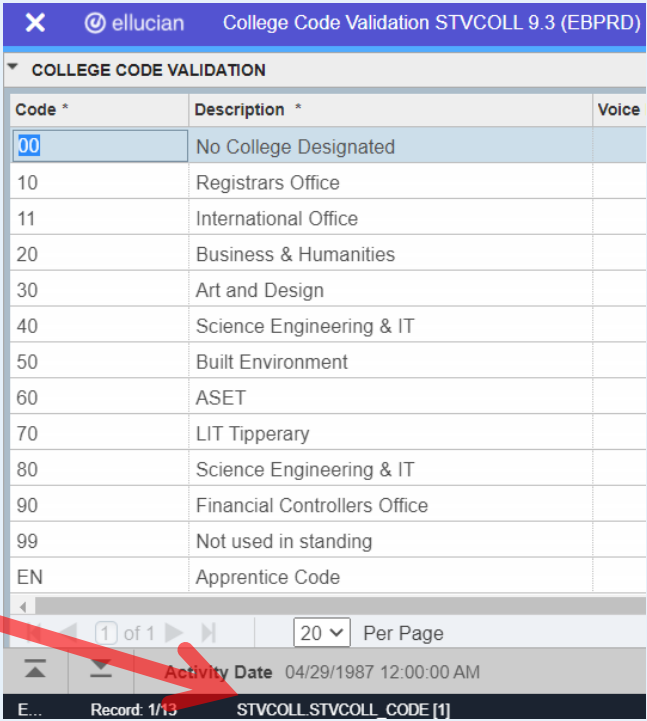 ellucian College Code Validation STVCOLL 9.3 (EBPRD)
COLLEGE CODE VALIDATION
Code * Description * Voice
00 No College Designated
10 Registrars Office
11 International Office
20 Business & Humanities
30 Art and Design
40 Science Engineering & IT
50 Built Environment
60 ASET
70 LIT Tipperary
80 Science Engineering & IT
90 Financial Controllers Office
99 Not used in standing
EN Apprentice Code
1 of 1 20 Per Page
Activity Date 04/29/1987 12:00:00 AM
E... Record: 1/13 STVCOLL.STVCOLL_CODE [1]